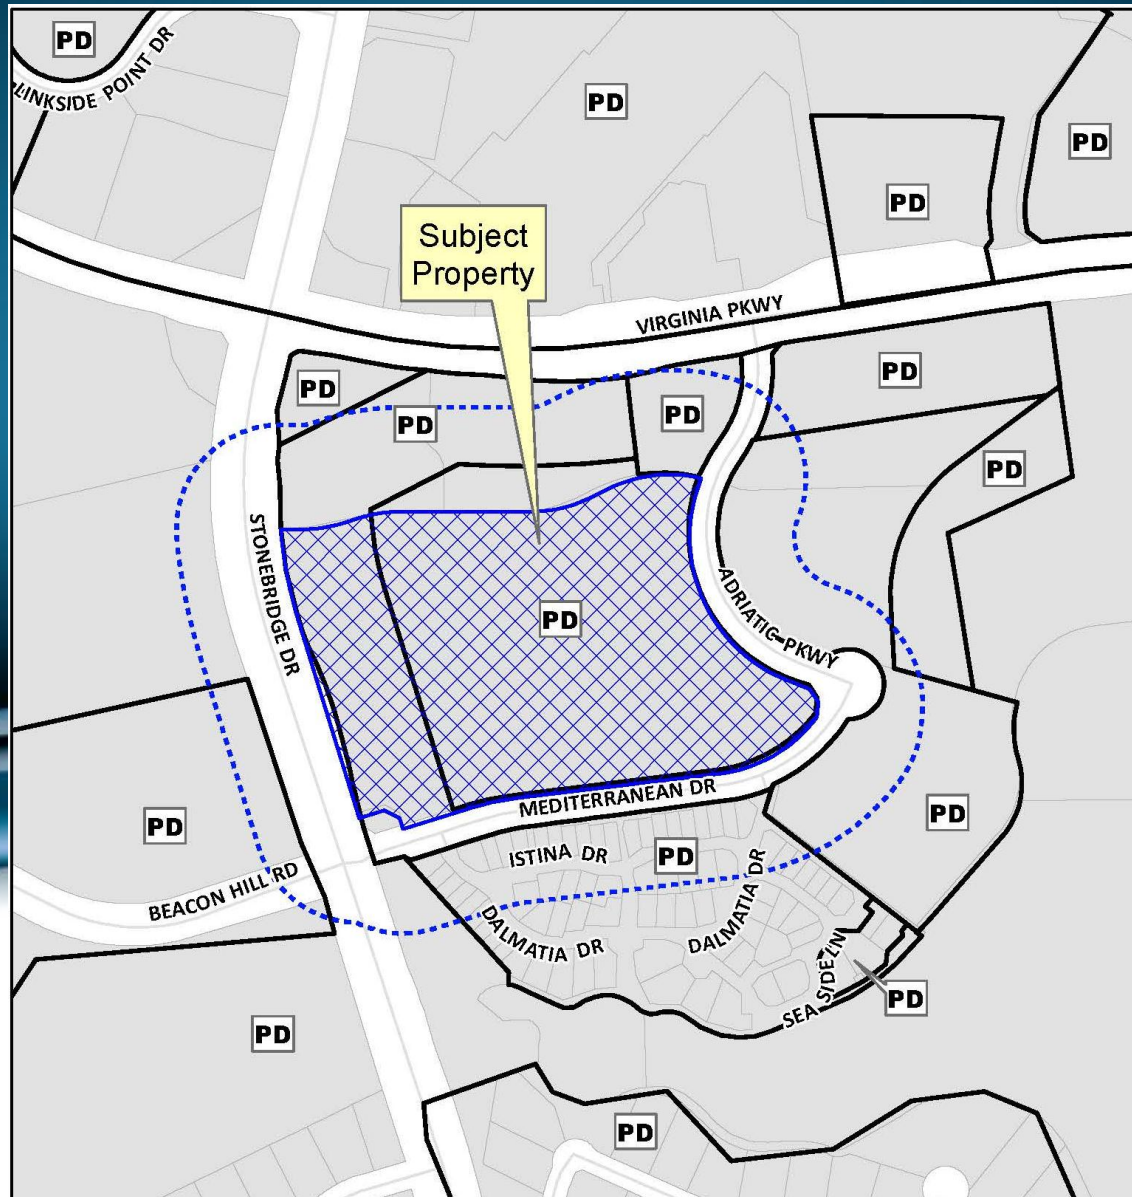 PD
LINKSIDE POINT DR
PD
PD
PD
Subject
Property
VIRGINIA PKWY
PD
PD
PD
PD
PD
PD
STONEBRIDGE DR
ADRIATIC PKWY
PD
MEDITERRANEAN DR
PD
PD
ISTINA DR
PD
BEACON HILL RD
DALMATIA DR
DALMATIA DR
SEA SIDE LN
PD
PD
PD